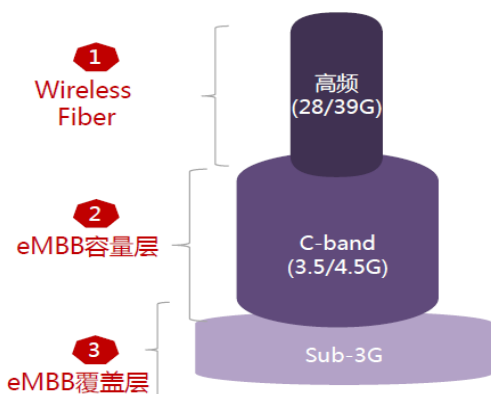 1
Wireless
Fiber
高频
(28/39G)
2
eMBB容量层
C-band
(3.5/4.5G)
3
eMBB覆盖层
Sub-3G